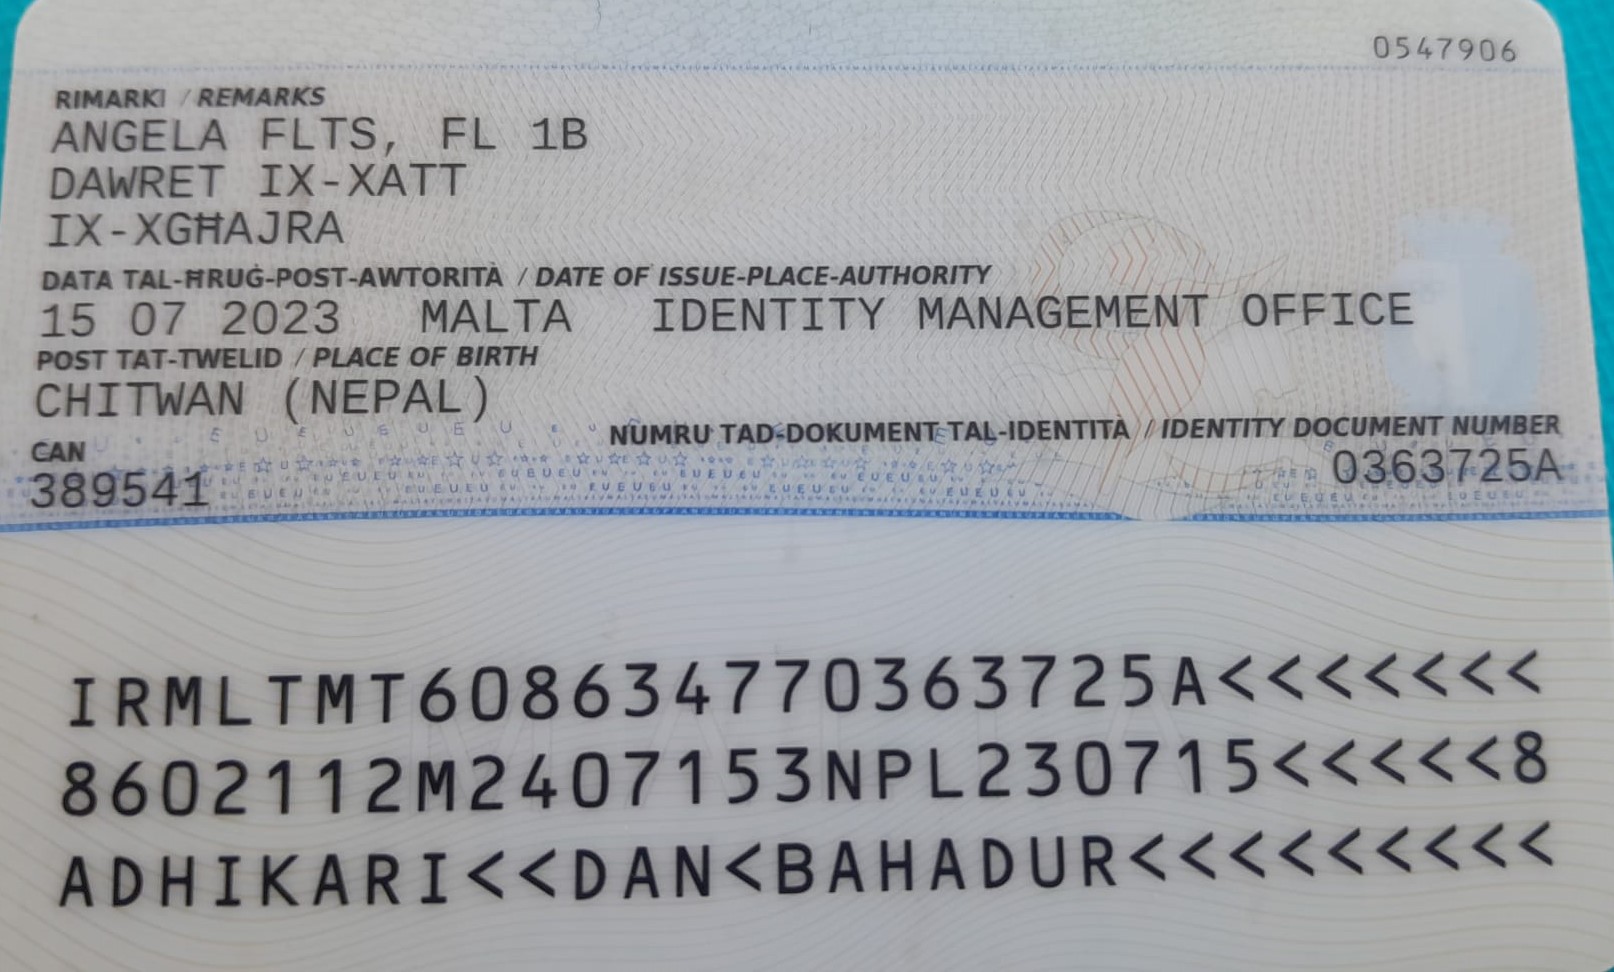 0547906
RIMARKI / REMARKS
ANGELA FLTS, FL 1B
DAWRET IX-XATT
IX-XGĦAJRA
DATA TAL-ĦRUĠ-POST-AWTORITÀ / DATE OF ISSUE-PLACE-AUTHORITY
15 07 2023 MALTA IDENTITY MANAGEMENT OFFICE
POST TAT-TWELID / PLACE OF BIRTH
CHITWAN (NEPAL)
NUMRU TAD-DOKUMENT TAL-IDENTITÀ / IDENTITY DOCUMENT NUMBER
CAN
0363725A
389541
IRMLTMT608634770363725A<<<<<<<
8602112M2407153NPL230715<<<<<8
ADHIKARI<<DAN<BAHADUR<<<<<<<<<